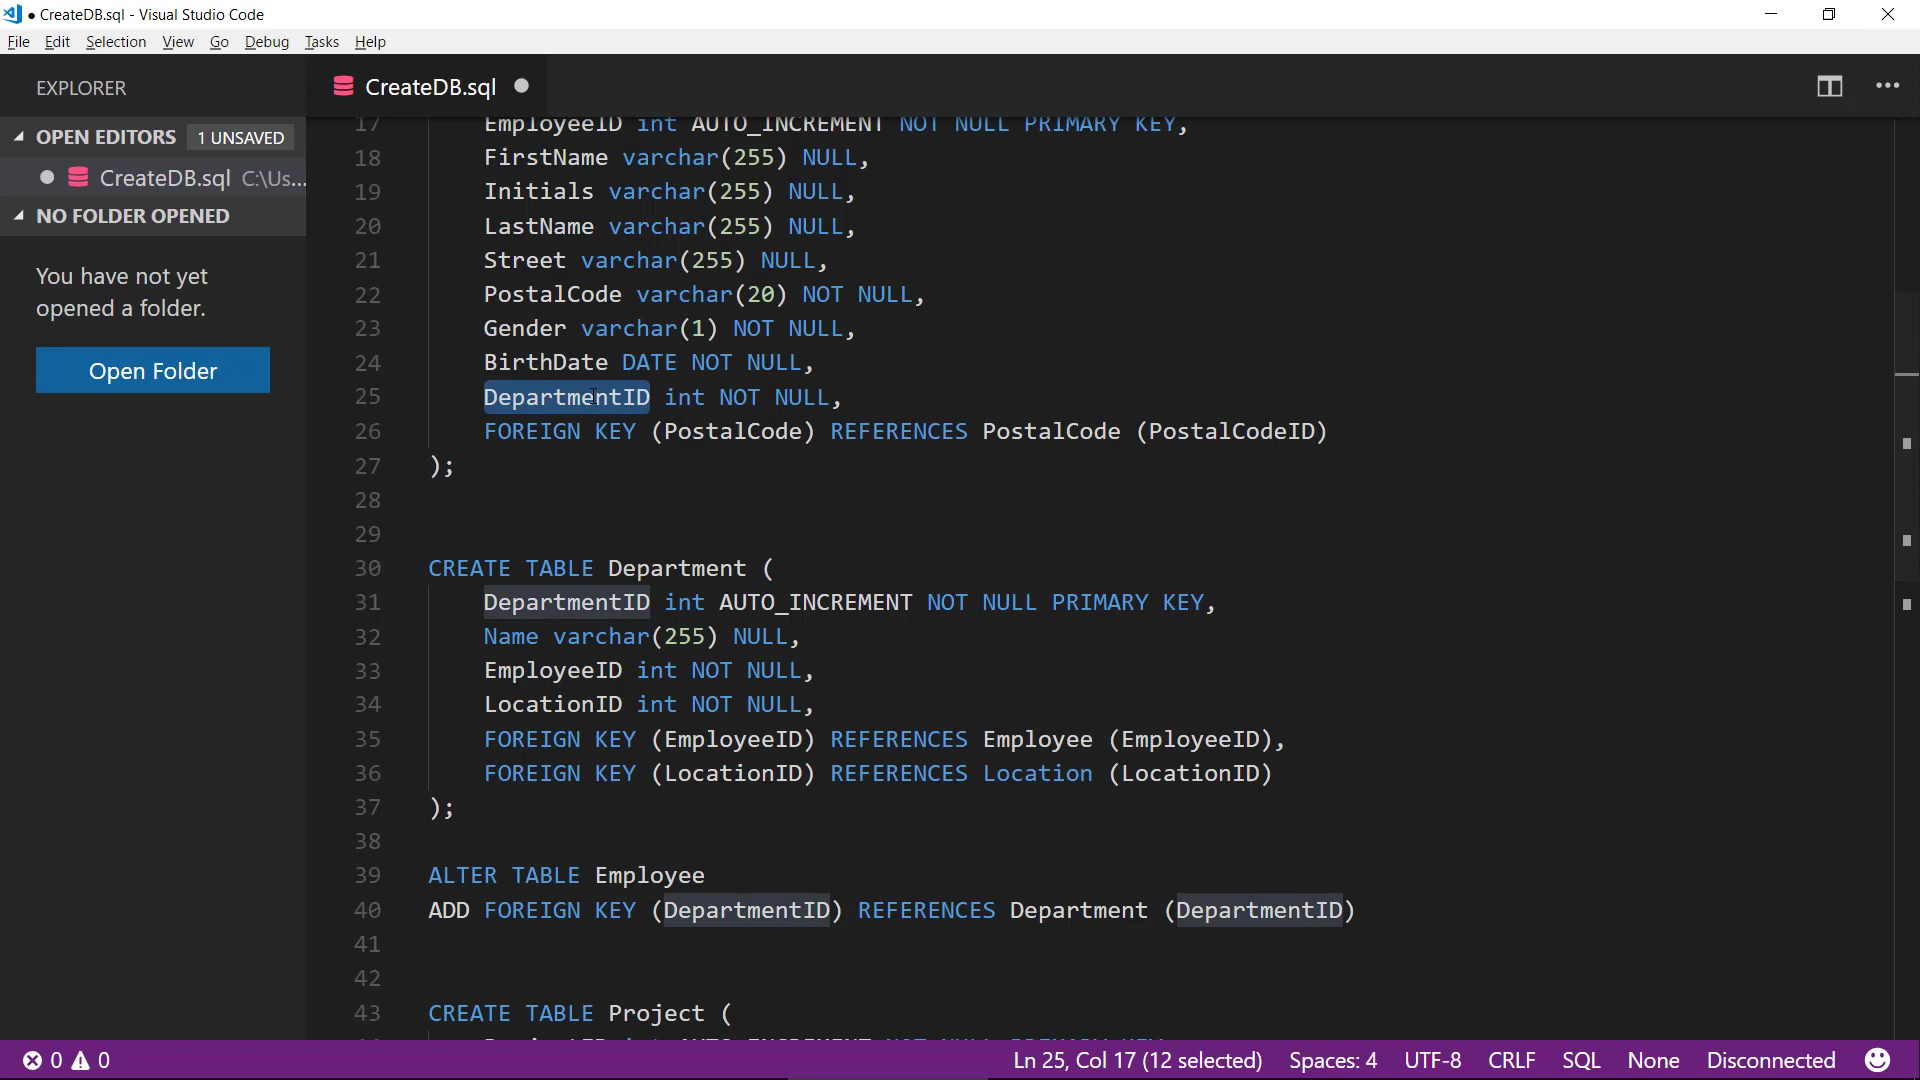 ● CreateDB.sql - Visual Studio Code
File Edit Selection View Go Debug Tasks Help
EXPLORER
CreateDB.sql
OPEN EDITORS 1 UNSAVED
CreateDB.sql C:\Us...
NO FOLDER OPENED
You have not yet
opened a folder.
Open Folder
17 EmployeeID int AUTO_INCREMENT NOT NULL PRIMARY KEY,
18 FirstName varchar(255) NULL,
19 Initials varchar(255) NULL,
20 LastName varchar(255) NULL,
21 Street varchar(255) NULL,
22 PostalCode varchar(20) NOT NULL,
23 Gender varchar(1) NOT NULL,
24 BirthDate DATE NOT NULL,
25 DepartmentID int NOT NULL,
26 FOREIGN KEY (PostalCode) REFERENCES PostalCode (PostalCodeID)
27 );
28
29
30 CREATE TABLE Department (
31 DepartmentID int AUTO_INCREMENT NOT NULL PRIMARY KEY,
32 Name varchar(255) NULL,
33 EmployeeID int NOT NULL,
34 LocationID int NOT NULL,
35 FOREIGN KEY (EmployeeID) REFERENCES Employee (EmployeeID),
36 FOREIGN KEY (LocationID) REFERENCES Location (LocationID)
37 );
38
39 ALTER TABLE Employee
40 ADD FOREIGN KEY (DepartmentID) REFERENCES Department (DepartmentID)
41
42
43 CREATE TABLE Project (
0 0 Ln 25, Col 17 (12 selected) Spaces: 4 UTF-8 CRLF SQL None Disconnected